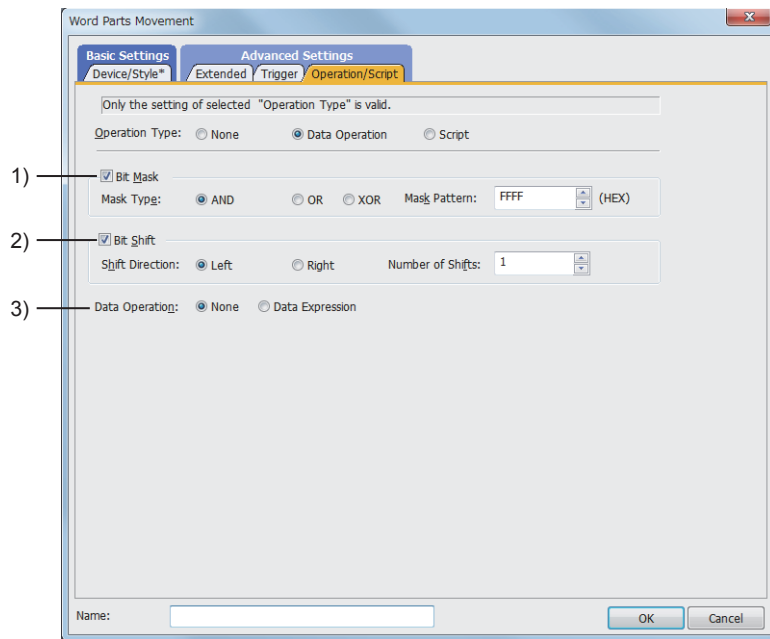 Word Parts Movement
x
Basic Settings Advanced Settings
Device/Style* Extended Trigger Operation/Script
Only the setting of selected "Operation Type" is valid.
Operation Type: None Data Operation Script
1) Bit Mask
Mask Type: AND OR XOR Mask Pattern: FFFF (HEX)
2) Bit Shift
Shift Direction: Left Right Number of Shifts: 1
3) Data Operation: None Data Expression
Name: OK Cancel